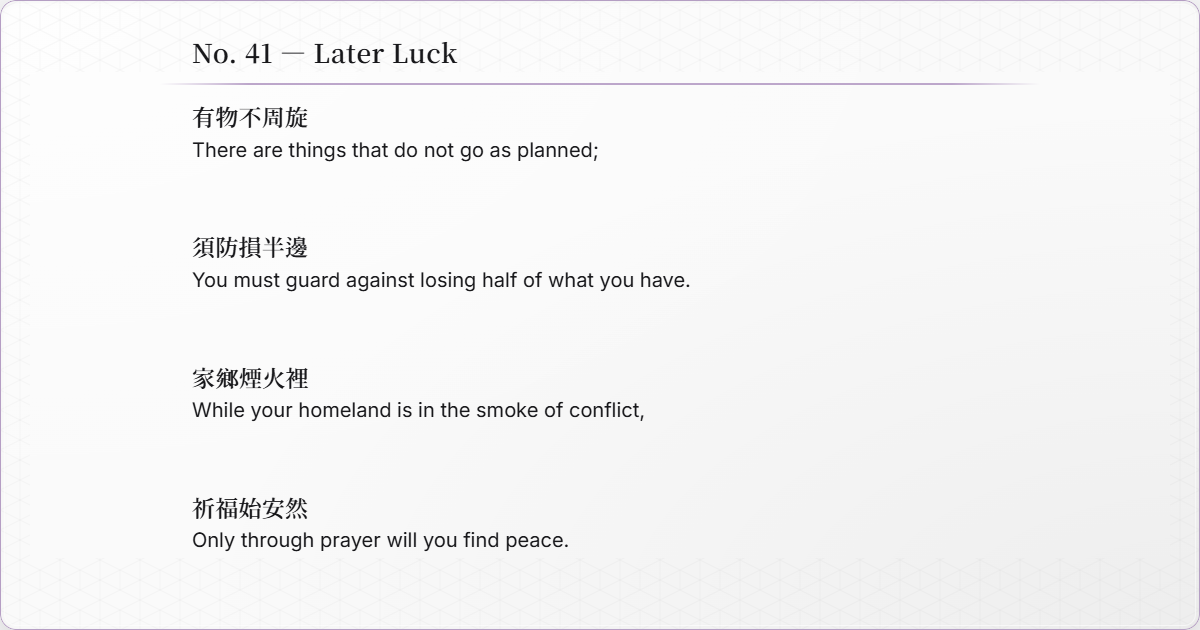 No. 41 — Later Luck
有物不周旋
There are things that do not go as planned;
須防損半邊
You must guard against losing half of what you have.
家鄉煙火裡
While your homeland is in the smoke of conflict,
祈福始安然
Only through prayer will you find peace.